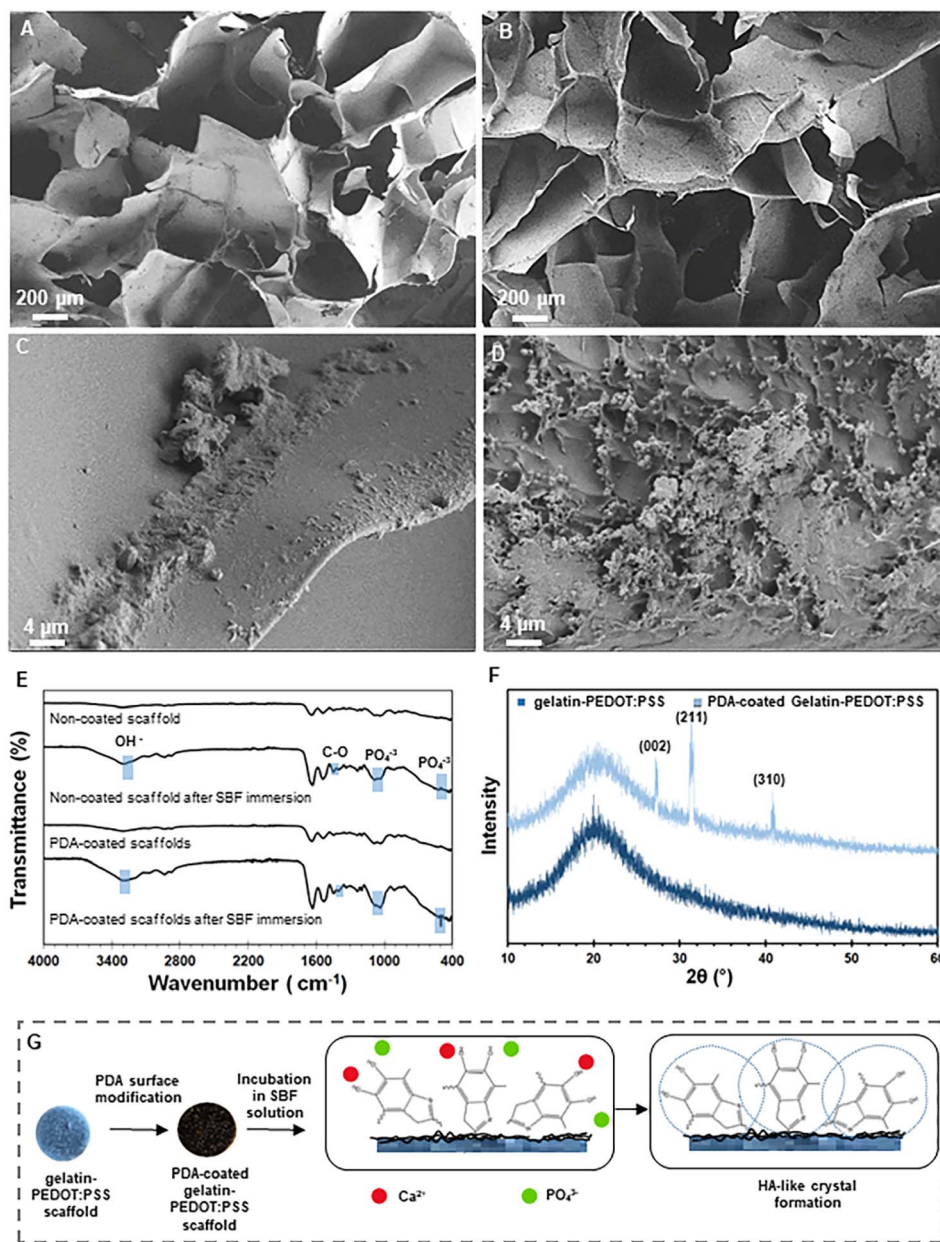 A
200 µm
B
200 µm
C
4 µm
D
4 µm
E
Transmittance (%)
Non-coated scaffold
OH -
C-O
PO₄⁻³
PO₄⁻³
Non-coated scaffold after SBF immersion
PDA-coated scaffolds
PDA-coated scaffolds after SBF immersion
4000 3400 2200 1600 1000 400
Wavenumber ( cm⁻¹)
F
Intensity
gelatin-PEDOT:PSS PDA-coated Gelatin-PEDOT:PSS
(211)
(002)
(310)
10 20 30 40 50 60
2θ (°)
G
PDA surface
modification
Incubation
in SBF
solution
gelatin-
PEDOT:PSS
scaffold
PDA-coated
gelatin-
PEDOT:PSS
scaffold
Ca²⁺
PO₄³⁻
HA-like crystal
formation